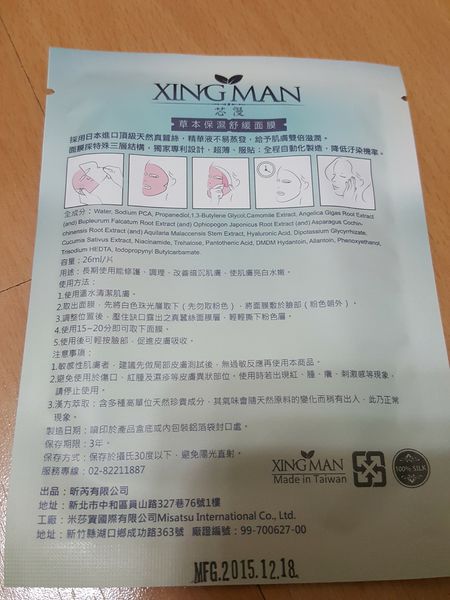 XING MAN
芯漫
草本保濕舒緩面膜
採用日本進口頂級天然真蠶絲，精華液不易蒸發，給予肌膚雙倍滋潤。
面膜採特殊三層結構，獨家專利設計，超薄、服貼；全程自動化製造，降低汙染機率。
全成分：Water, Sodium PCA, Propanediol,1,3-Butylene Glycol,Camomile Extract, Angelica Gigas Root Extract
(and) Bupleurum Falcatum Root Extract (and) Ophiopogon Japonicus Root Extract (and) Asparagus Cochin-
chinensis Root Extract (and) Aquilaria Malaccensis Stem Extract, Hyaluronic Acid, Dipotassium Glycyrrhizate,
Cucumis Sativus Extract, Niacinamide, Trehalose, Pantothenic Acid, DMDM Hydantoin, Allantoin, Phenoxyethanol,
Trisodium HEDTA, Iodopropynyl Butylcarbamate.
容量：26ml/片
用途：長期使用能修護、調理、改善暗沉肌膚，使肌膚亮白水嫩。
使用方法：
1.使用溫水清潔肌膚。
2.取出面膜，先將白色珠光層取下（先勿取粉色），將面膜敷於臉部（粉色朝外）。
3.調整位置後，壓住缺口露出之真蠶絲面膜層，輕輕撕下粉色層。
4.使用15~20分即可取下面膜。
5.使用後可輕按臉部，促進皮膚吸收。
注意事項：
1.敏感性肌膚者，建議先做局部皮膚測試後，無過敏反應再使用本商品。
2.避免使用於傷口、紅腫及濕疹等皮膚異狀部位。使用時若出現紅、腫、癢、刺激感等現象，
請停止使用。
3.漢方萃取：含多種高單位天然珍貴成分，其氣味會隨天然原料的變化而稍有出入，此乃正常
現象。
製造日期：噴印於產品盒底或內包裝鋁箔袋封口處。
保存期限：3年。
保存方式：保存於攝氏30度以下，避免陽光直射。
服務專線：02-82211887
XING MAN
Made in Taiwan
100% SILK
出品：昕芮有限公司
地址：新北市中和區員山路327巷76號1樓
工廠：米莎資國際有限公司Misatsu International Co., Ltd.
地址：新竹縣湖口鄉成功路363號 廠證編號：99-700627-00
MFG.2015.12.18.